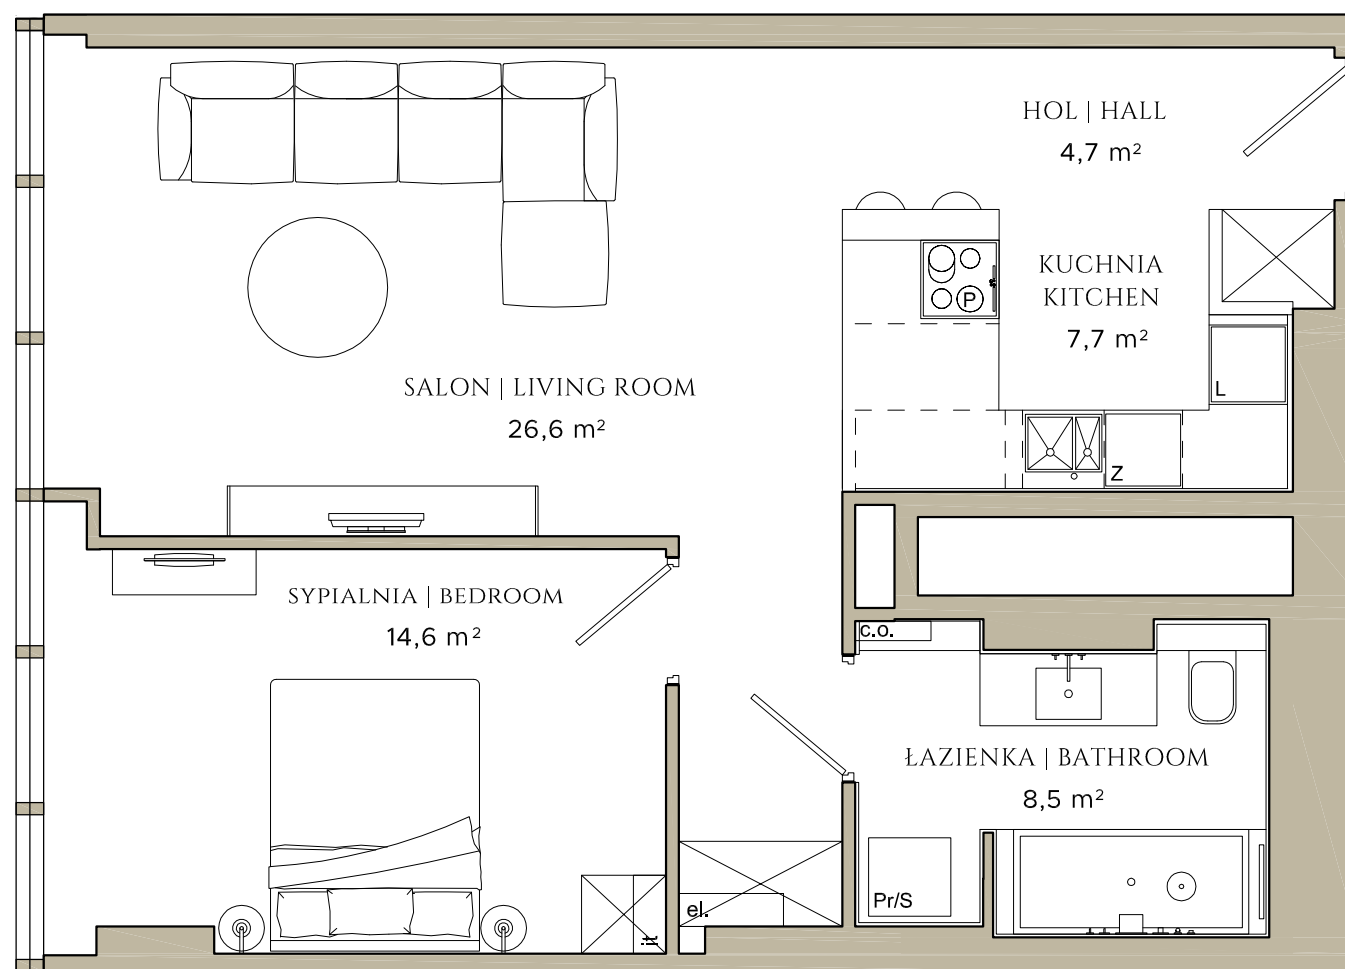 HOL | HALL
4,7 m²
KUCHNIA
KITCHEN
7,7 m²
P
L
SALON | LIVING ROOM
26,6 m²
Z
SYPIALNIA | BEDROOM
14,6 m²
c.o.
ŁAZIENKA | BATHROOM
8,5 m²
Pr/S
el.
it